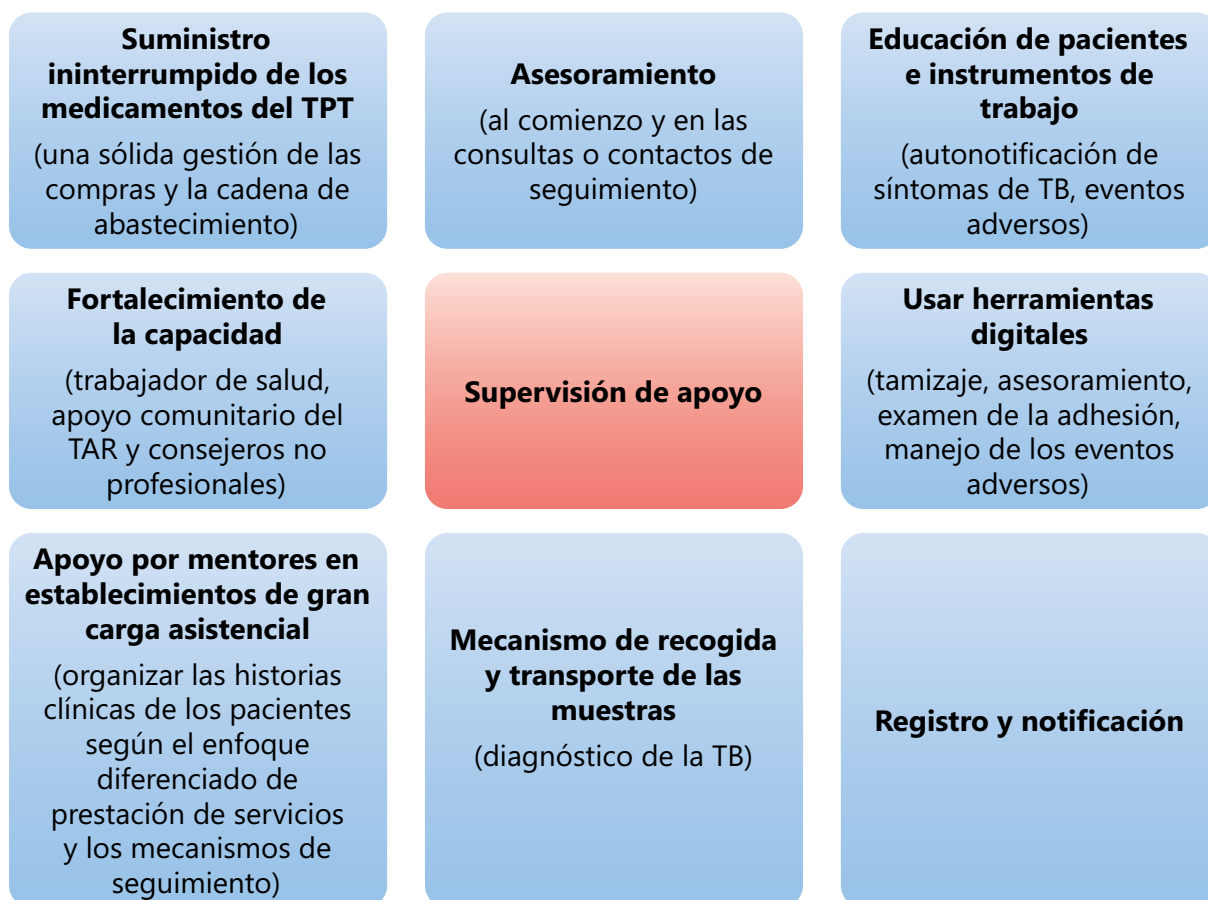 Suministro
ininterrumpido de los
medicamentos del TPT
(una sólida gestión de las
compras y la cadena de
abastecimiento)
Asesoramiento
(al comienzo y en las
consultas o contactos de
seguimiento)
Educación de pacientes
e instrumentos de
trabajo
(autonotificación de
síntomas de TB, eventos
adversos)
Fortalecimiento de
la capacidad
(trabajador de salud,
apoyo comunitario del
TAR y consejeros no
profesionales)
Supervisión de apoyo
Usar herramientas
digitales
(tamizaje, asesoramiento,
examen de la adhesión,
manejo de los eventos
adversos)
Apoyo por mentores en
establecimientos de gran
carga asistencial
(organizar las historias
clínicas de los pacientes
según el enfoque
diferenciado de
prestación de servicios
y los mecanismos de
seguimiento)
Mecanismo de recogida
y transporte de las
muestras
(diagnóstico de la TB)
Registro y notificación